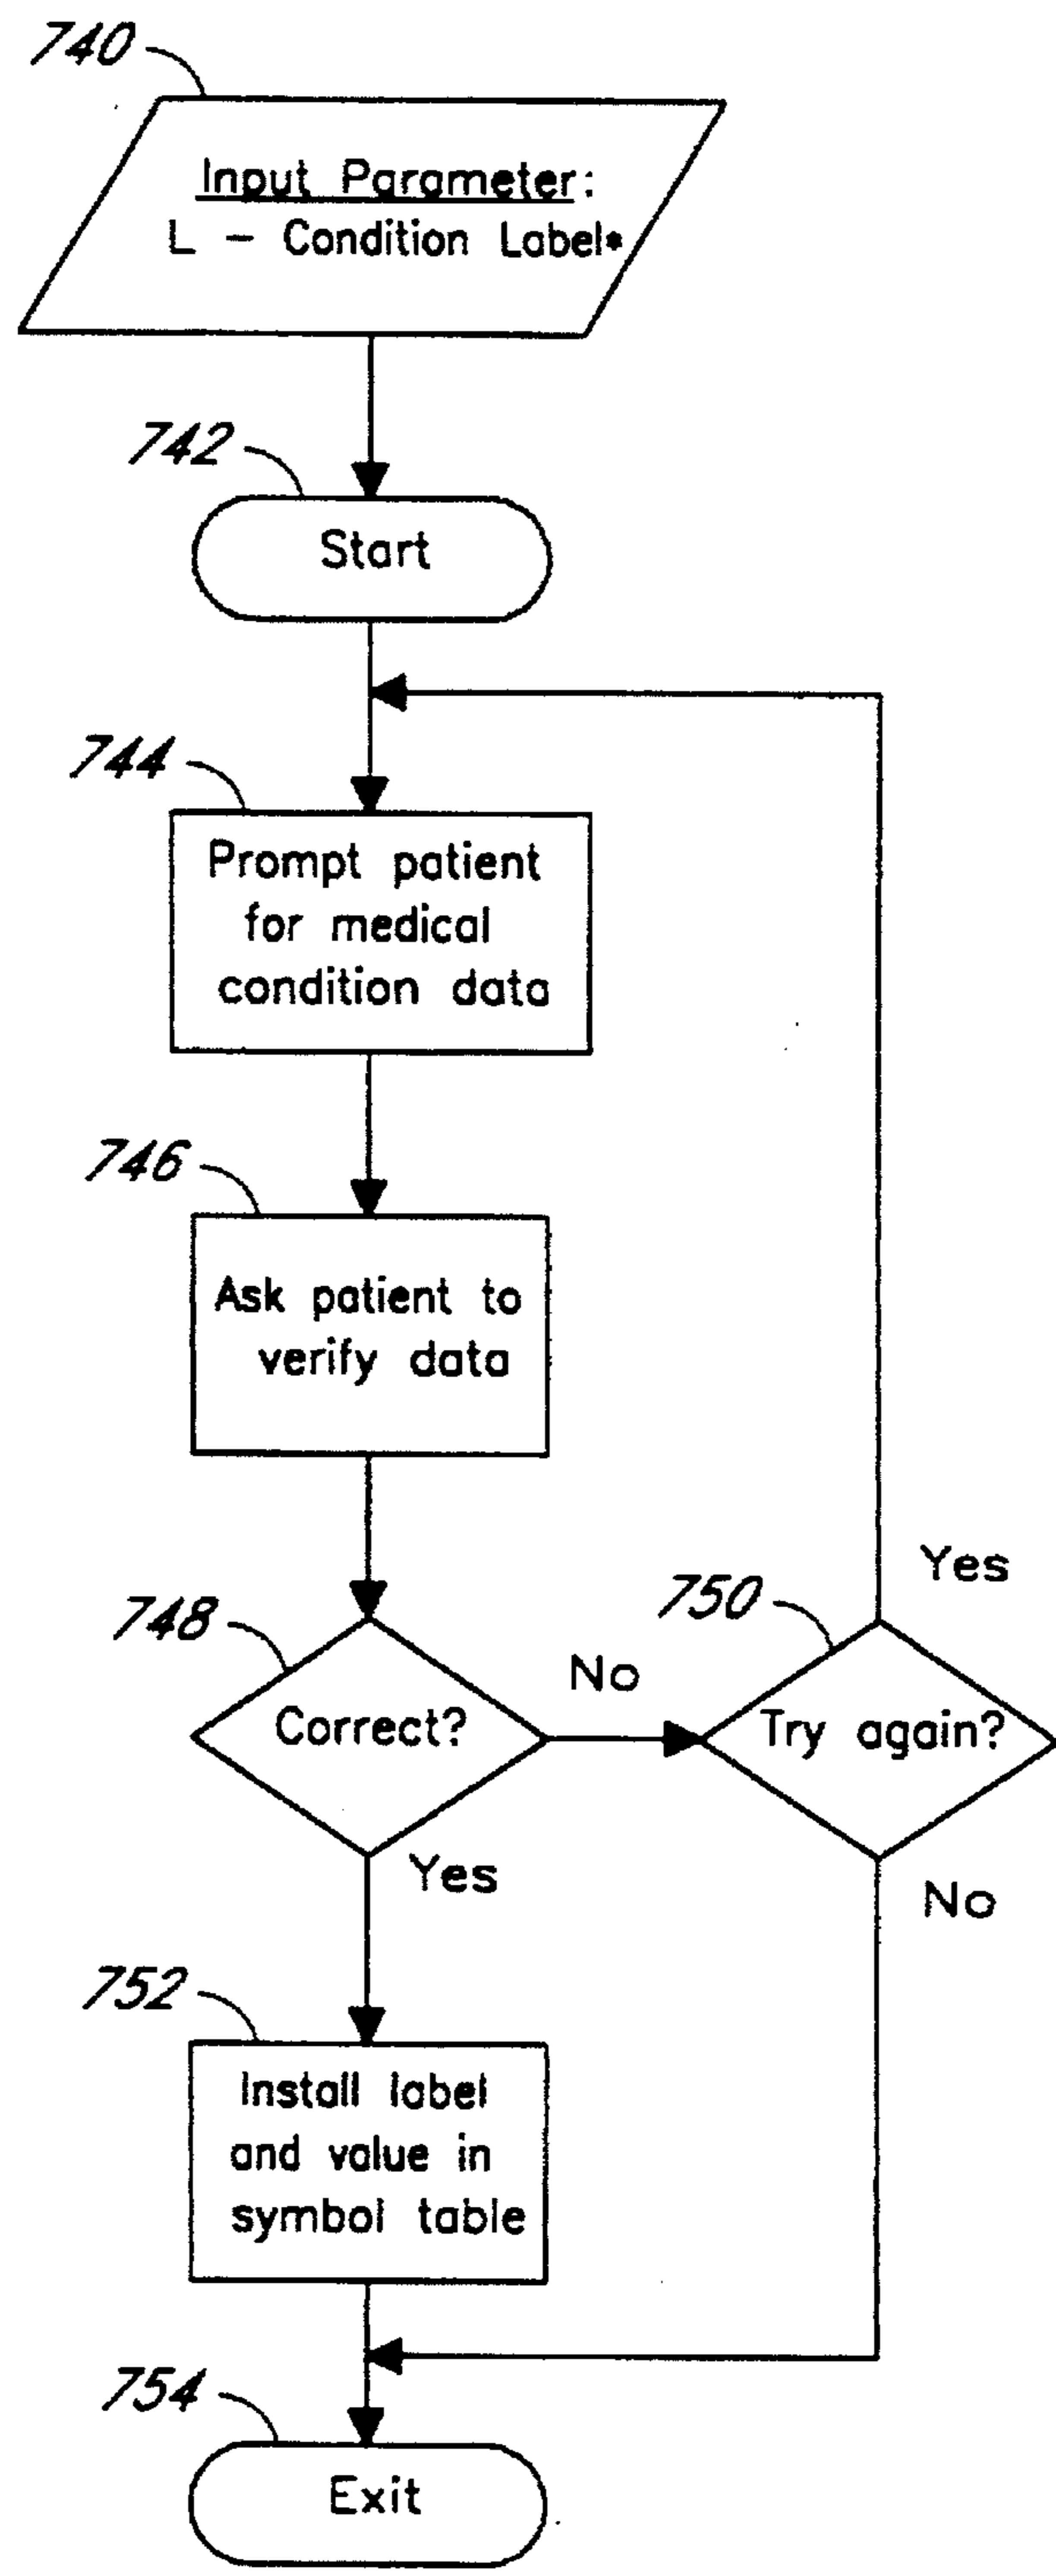 740
Input Parameter:
L - Condition Label*
742
Start
744
Prompt patient
for medical
condition data
746
Ask patient to
verify data
748
Correct?
No
750
Try again?
Yes
Yes
No
752
Install label
and value in
symbol table
754
Exit